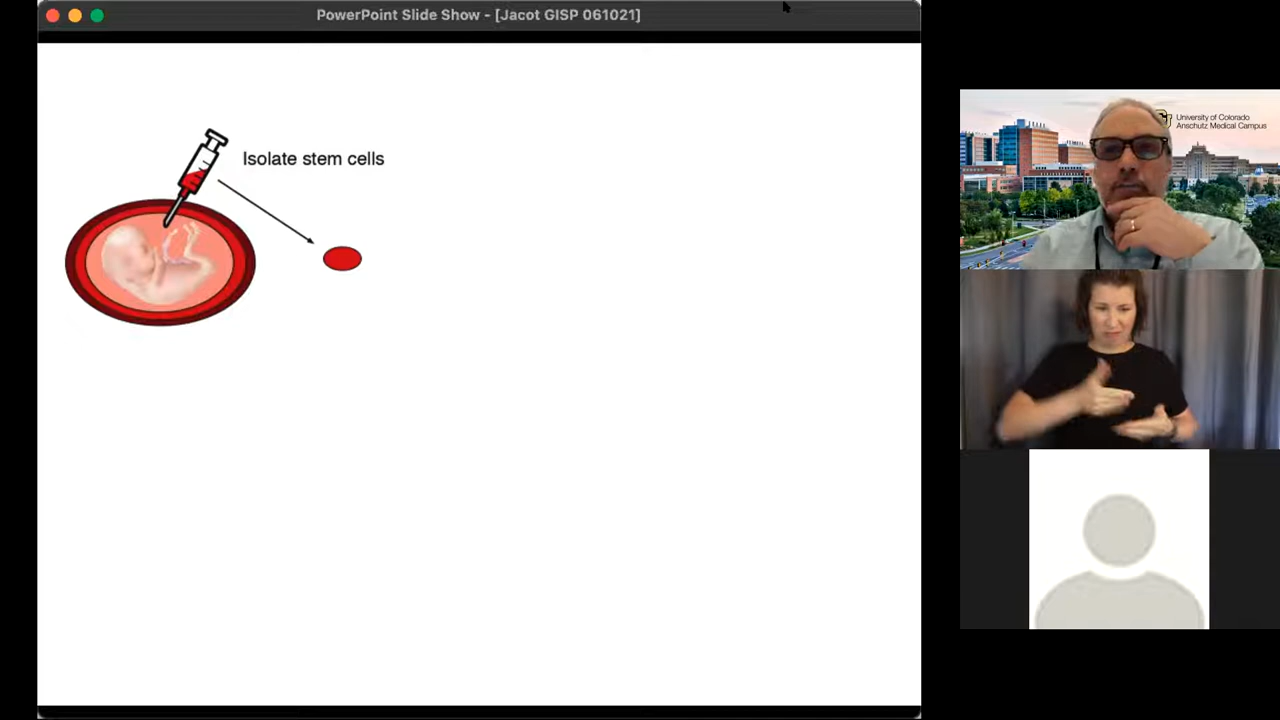 PowerPoint Slide Show - [Jacot GISP 061021]
Isolate stem cells
University of Colorado
Anschutz Medical Campus